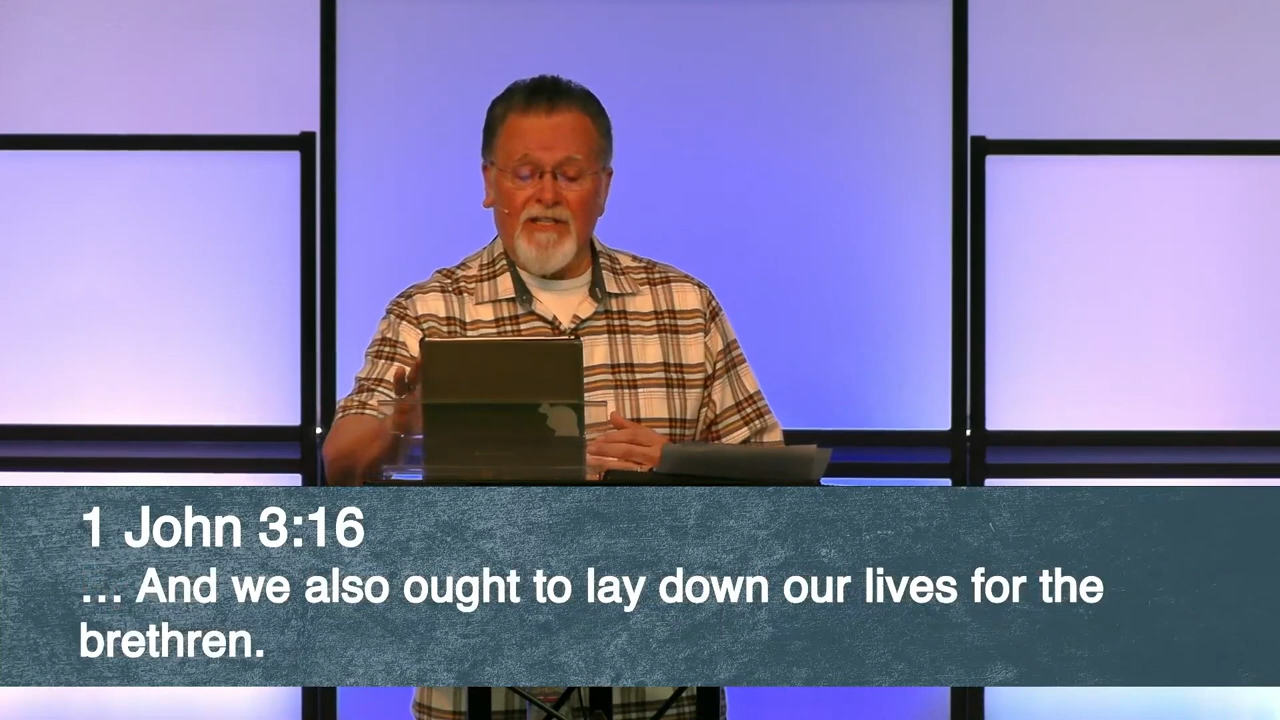 1 John 3:16
... And we also ought to lay down our lives for the
brethren.